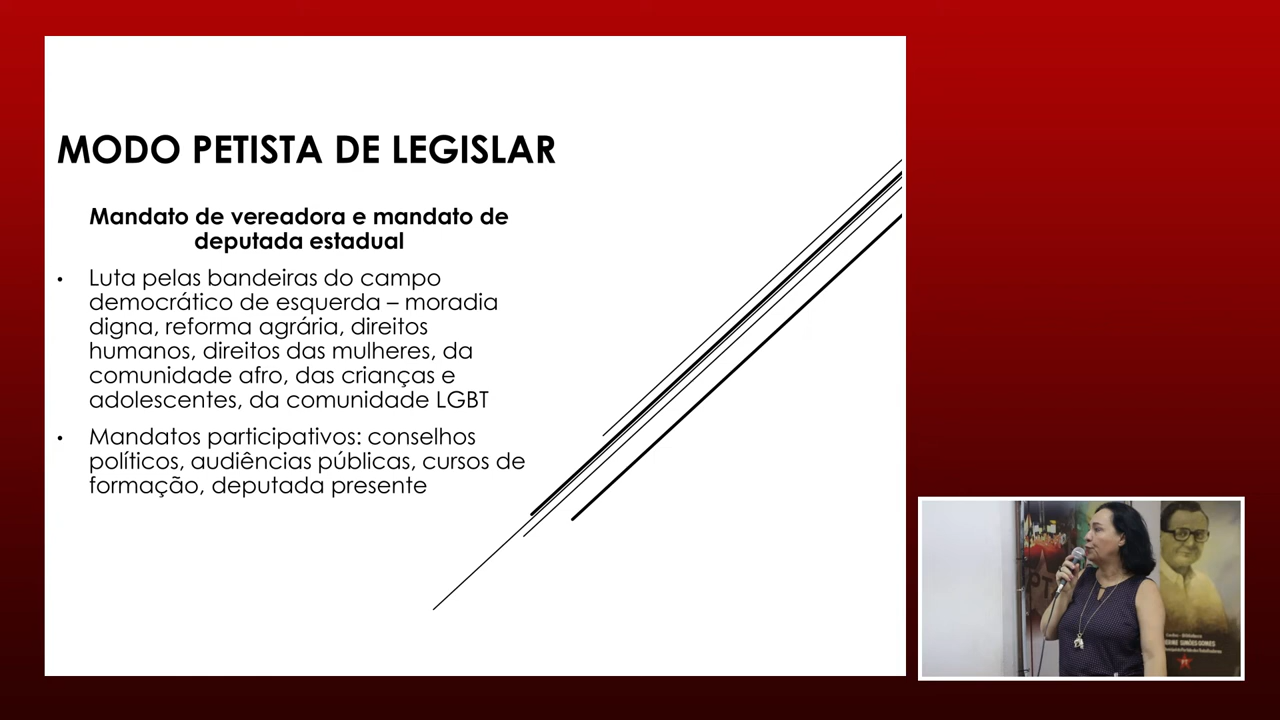 MODO PETISTA DE LEGISLAR
Mandato de vereadora e mandato de
deputada estadual
• Luta pelas bandeiras do campo
democrático de esquerda – moradia
digna, reforma agrária, direitos
humanos, direitos das mulheres, da
comunidade afro, das crianças e
adolescentes, da comunidade LGBT
• Mandatos participativos: conselhos
políticos, audiências públicas, cursos de
formação, deputada presente
PT